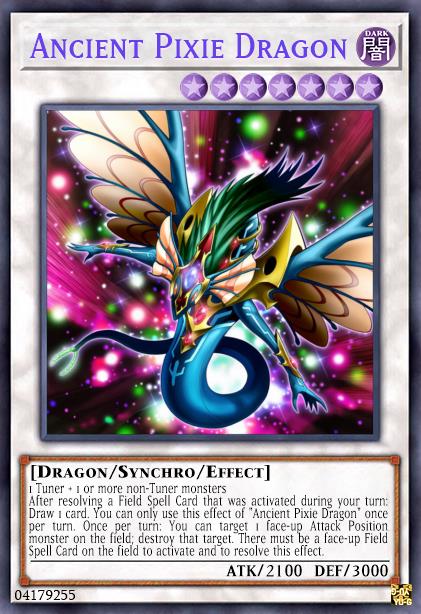 Ancient Pixie Dragon
DARK
闇
[Dragon/Synchro/Effect]
1 Tuner + 1 or more non-Tuner monsters
After resolving a Field Spell Card that was activated during your turn:
Draw 1 card. You can only use this effect of "Ancient Pixie Dragon" once
per turn. Once per turn: You can target 1 face-up Attack Position
monster on the field; destroy that target. There must be a face-up Field
Spell Card on the field to activate and to resolve this effect.
ATK/2100 DEF/3000
04179255